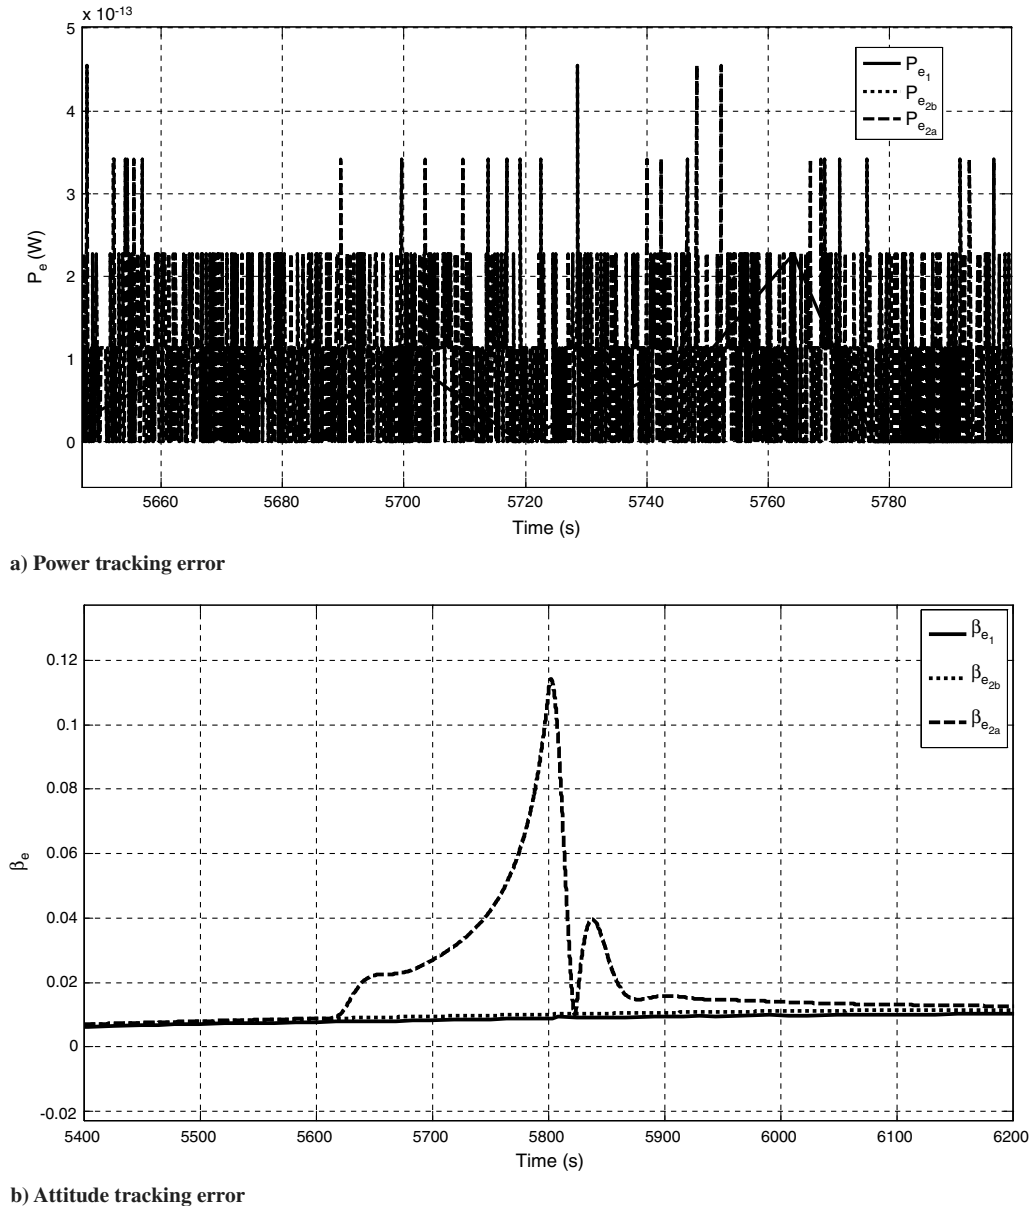 x 10-13
5
4
3
2
1
0
P_e (W)
P_e1
P_e2b
P_e2a
5660 5680 5700 5720 5740 5760 5780
Time (s)
a) Power tracking error
0.12
0.1
0.08
0.06
0.04
0.02
0
-0.02
β_e
β_e1
β_e2b
β_e2a
5400 5500 5600 5700 5800 5900 6000 6100 6200
Time (s)
b) Attitude tracking error